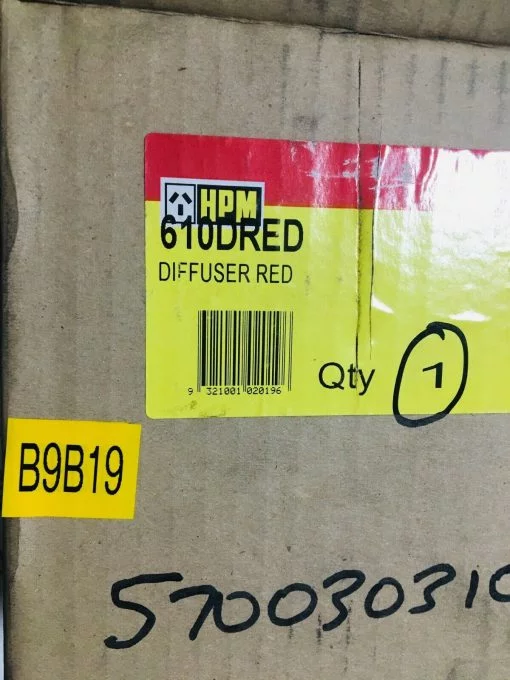 HPM
610DRED
DIFFUSER RED
9 321001 020196
Qty 1
B9B19
570030310